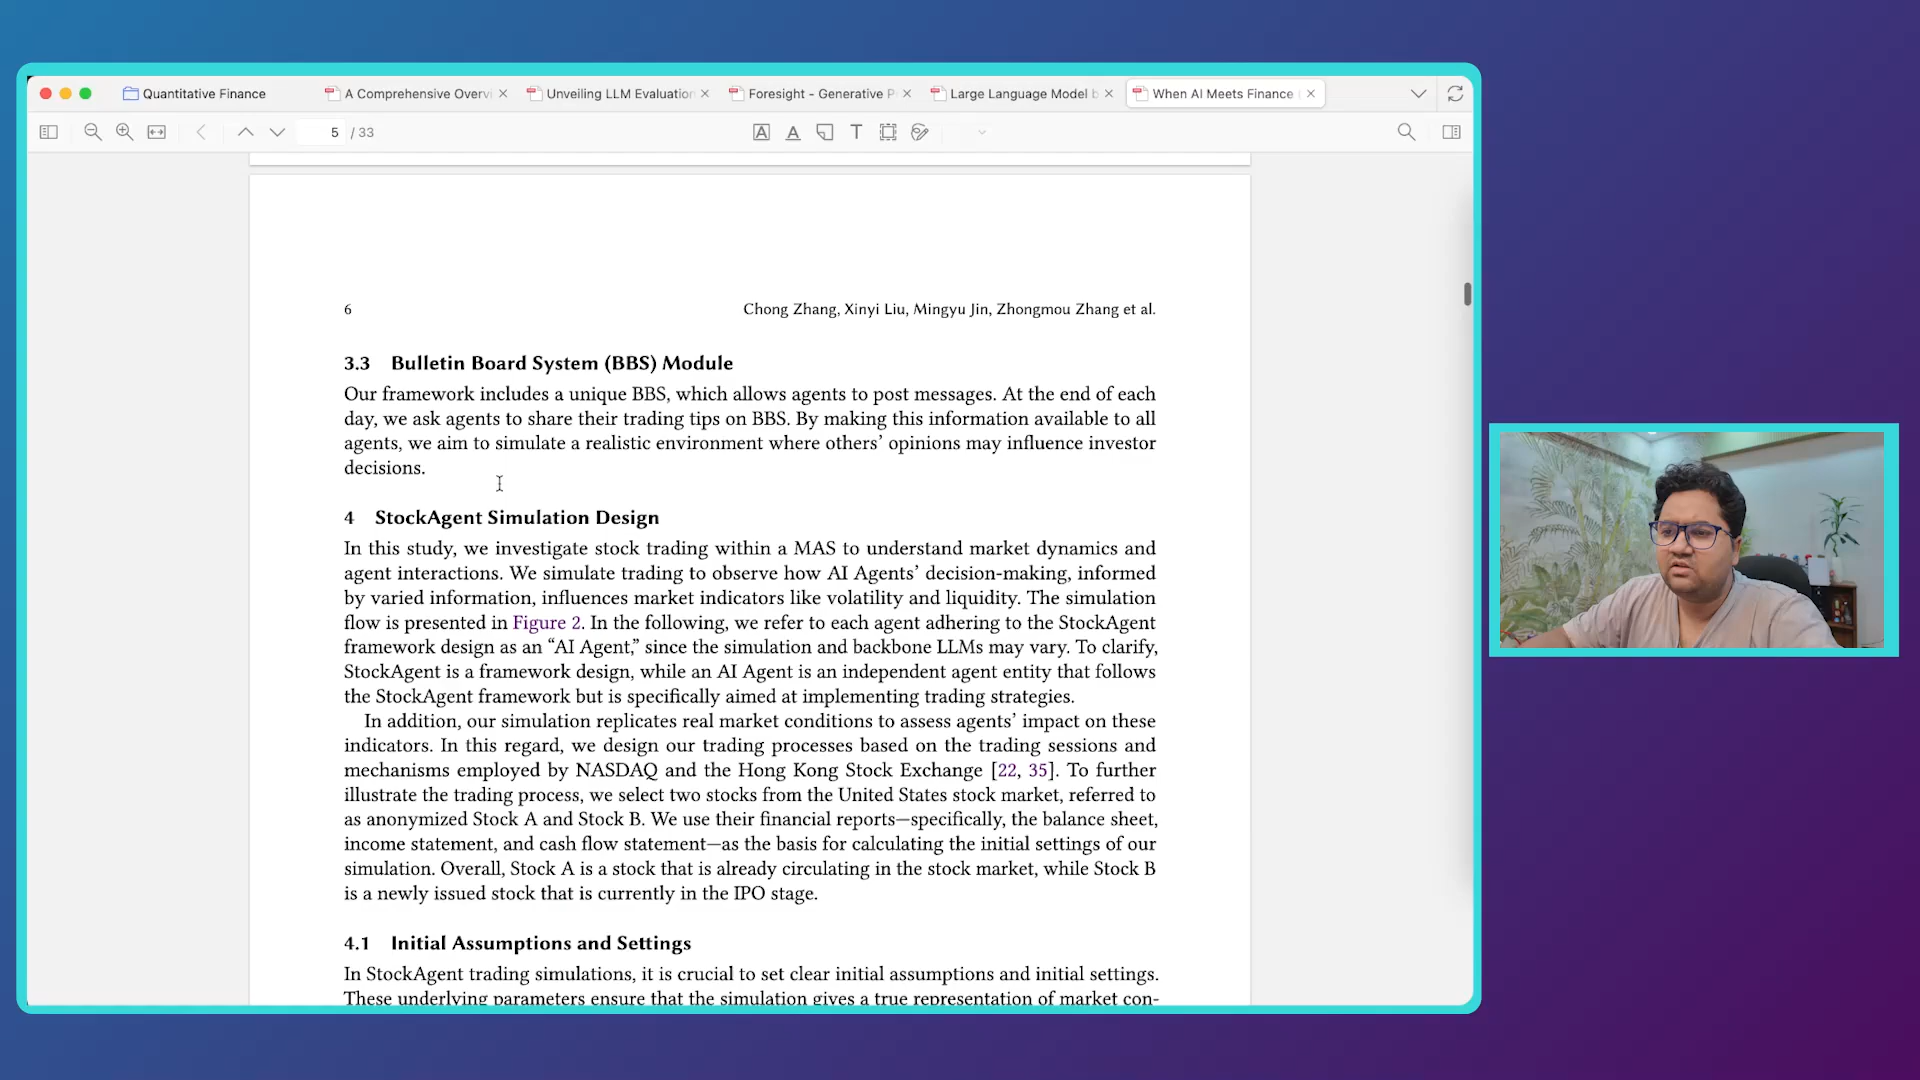 Quantitative Finance
A Comprehensive Overvi
Unveiling LLM Evaluation
Foresight - Generative P
Large Language Model b
When AI Meets Finance
5 / 33
6
Chong Zhang, Xinyi Liu, Mingyu Jin, Zhongmou Zhang et al.
3.3 Bulletin Board System (BBS) Module
Our framework includes a unique BBS, which allows agents to post messages. At the end of each
day, we ask agents to share their trading tips on BBS. By making this information available to all
agents, we aim to simulate a realistic environment where others’ opinions may influence investor
decisions.
4 StockAgent Simulation Design
In this study, we investigate stock trading within a MAS to understand market dynamics and
agent interactions. We simulate trading to observe how AI Agents’ decision-making, informed
by varied information, influences market indicators like volatility and liquidity. The simulation
flow is presented in Figure 2. In the following, we refer to each agent adhering to the StockAgent
framework design as an “AI Agent,” since the simulation and backbone LLMs may vary. To clarify,
StockAgent is a framework design, while an AI Agent is an independent agent entity that follows
the StockAgent framework but is specifically aimed at implementing trading strategies.
In addition, our simulation replicates real market conditions to assess agents’ impact on these
indicators. In this regard, we design our trading processes based on the trading sessions and
mechanisms employed by NASDAQ and the Hong Kong Stock Exchange [22, 35]. To further
illustrate the trading process, we select two stocks from the United States stock market, referred to
as anonymized Stock A and Stock B. We use their financial reports—specifically, the balance sheet,
income statement, and cash flow statement—as the basis for calculating the initial settings of our
simulation. Overall, Stock A is a stock that is already circulating in the stock market, while Stock B
is a newly issued stock that is currently in the IPO stage.
4.1 Initial Assumptions and Settings
In StockAgent trading simulations, it is crucial to set clear initial assumptions and initial settings.
These underlying parameters ensure that the simulation gives a true representation of market con-